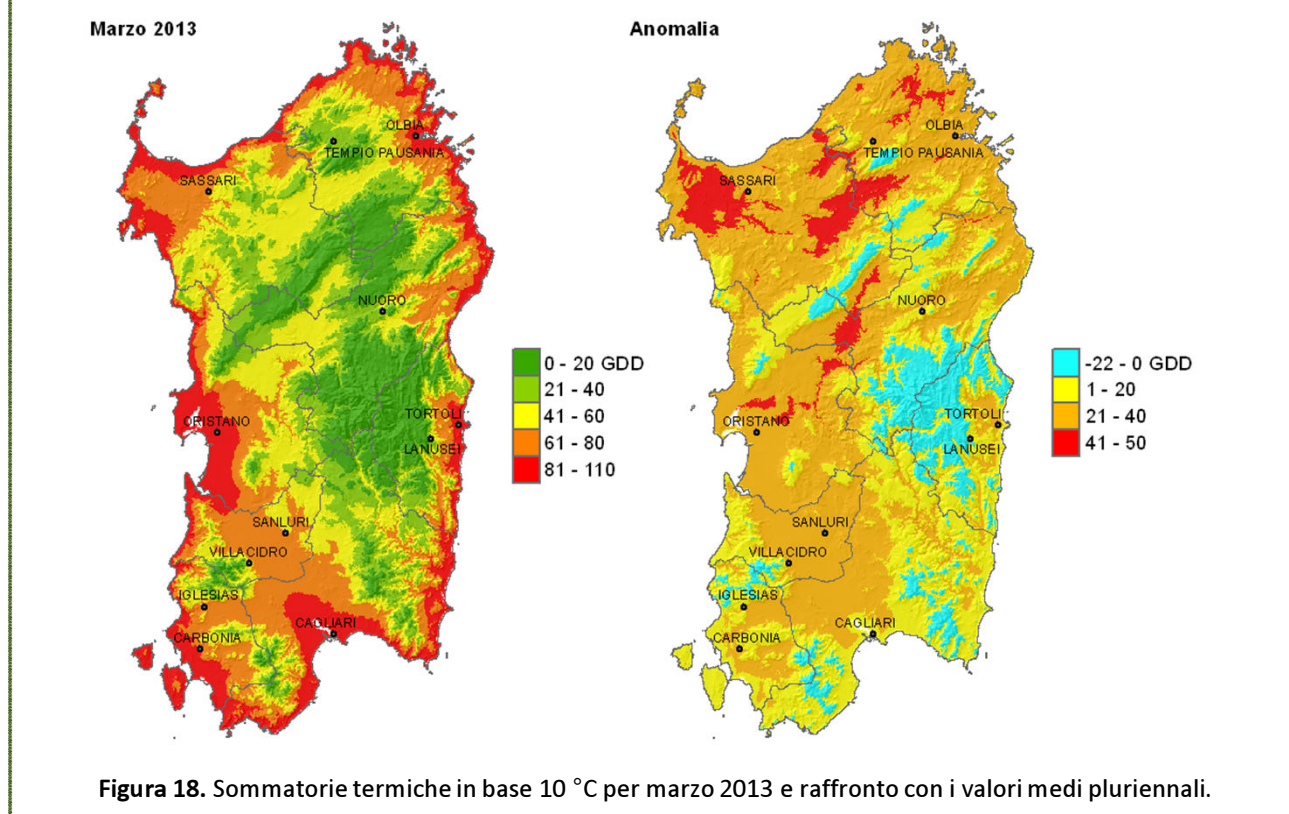 Marzo 2013
OLBIA
TEMPIO PAUSANIA
SASSARI
NUORO
TORTOLI
ORISTANO
LANUSEI
SANLURI
VILLACIDRO
IGLESIAS
CAGLIARI
CARBONIA
0 - 20 GDD
21 - 40
41 - 60
61 - 80
81 - 110
Anomalia
OLBIA
TEMPIO PAUSANIA
SASSARI
NUORO
TORTOLI
ORISTANO
LANUSEI
SANLURI
VILLACIDRO
IGLESIAS
CAGLIARI
CARBONIA
-22 - 0 GDD
1 - 20
21 - 40
41 - 50
Figura 18. Sommatorie termiche in base 10 °C per marzo 2013 e raffronto con i valori medi pluriennali.